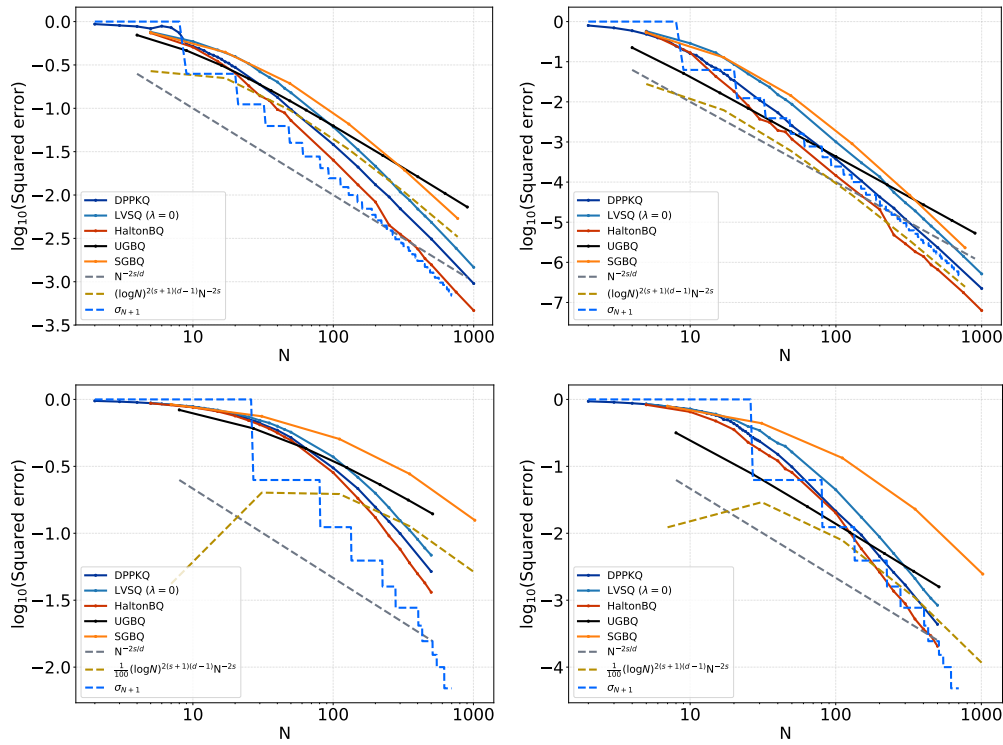 0.0
−0.5
−1.0
−1.5
−2.0
−2.5
−3.0
−3.5
log₁₀(Squared error)
10
100
1000
N
DPPKQ
LVSQ (λ = 0)
HaltonBQ
UGBQ
SGBQ
N⁻²ˢ/ᵈ
(logN)²⁽ˢ⁺¹⁾⁽ᵈ⁻¹⁾N⁻²ˢ
σ_{N+1}
0
−1
−2
−3
−4
−5
−6
−7
log₁₀(Squared error)
10
100
1000
N
DPPKQ
LVSQ (λ = 0)
HaltonBQ
UGBQ
SGBQ
N⁻²ˢ/ᵈ
(logN)²⁽ˢ⁺¹⁾⁽ᵈ⁻¹⁾N⁻²ˢ
σ_{N+1}
0.0
−0.5
−1.0
−1.5
−2.0
log₁₀(Squared error)
10
100
1000
N
DPPKQ
LVSQ (λ = 0)
HaltonBQ
UGBQ
SGBQ
N⁻²ˢ/ᵈ
1/100 (logN)²⁽ˢ⁺¹⁾⁽ᵈ⁻¹⁾N⁻²ˢ
σ_{N+1}
0
−1
−2
−3
−4
log₁₀(Squared error)
10
100
1000
N
DPPKQ
LVSQ (λ = 0)
HaltonBQ
UGBQ
SGBQ
N⁻²ˢ/ᵈ
1/100 (logN)²⁽ˢ⁺¹⁾⁽ᵈ⁻¹⁾N⁻²ˢ
σ_{N+1}